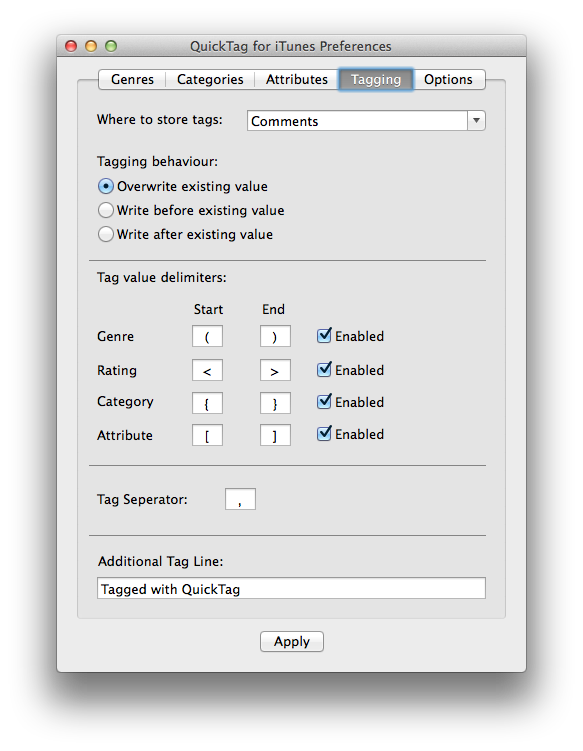 QuickTag for iTunes Preferences
Genres Categories Attributes Tagging Options
Where to store tags: Comments
Tagging behaviour:
Overwrite existing value
Write before existing value
Write after existing value
Tag value delimiters:
Start End
Genre ( ) Enabled
Rating < > Enabled
Category { } Enabled
Attribute [ ] Enabled
Tag Seperator: ,
Additional Tag Line:
Tagged with QuickTag
Apply